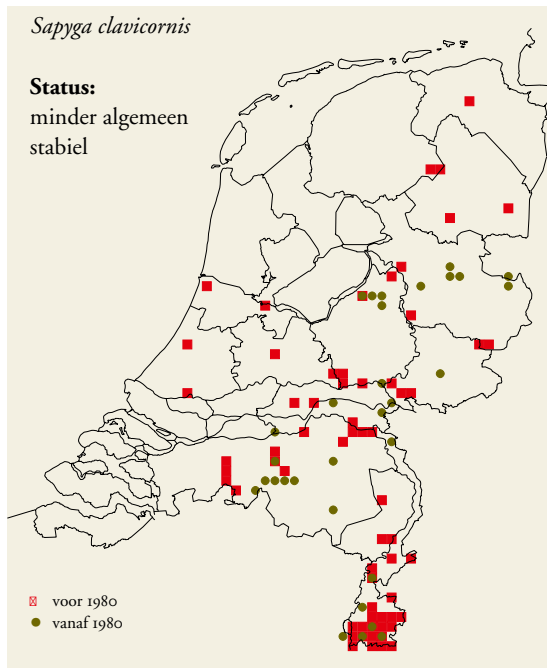 Sapyga clavicornis
Status:
minder algemeen
stabiel
voor 1980
vanaf 1980